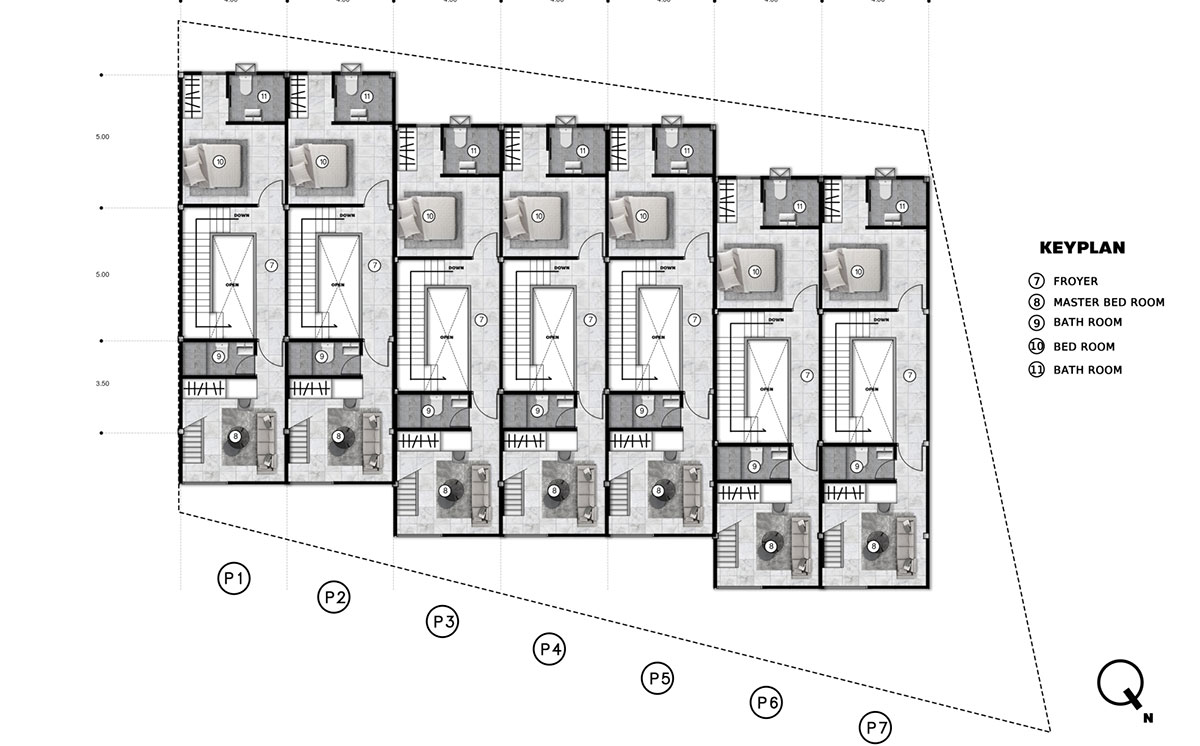 11
11
5.00
11
11
11
10
10
11
11
DOWN
DOWN
10
10
10
7
7
DOWN
DOWN
DOWN
10
10
5.00
OPEN
OPEN
7
7
7
DOWN
DOWN
OPEN
OPEN
OPEN
9
9
7
7
3.50
OPEN
OPEN
9
9
9
8
8
9
9
8
8
8
8
8
P1
P2
P3
P4
P5
P6
P7
KEYPLAN
7 FROYER
8 MASTER BED ROOM
9 BATH ROOM
10 BED ROOM
11 BATH ROOM
N